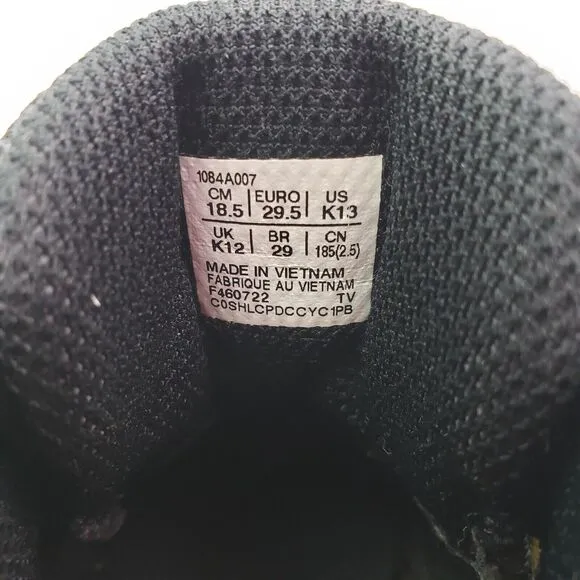 1084A007
CM EURO US
18.5 29.5 K13
UK BR CN
K12 29 185(2.5)
MADE IN VIETNAM
FABRIQUE AU VIETNAM
F460722 TV
C0SHLCPDCCYC1PB